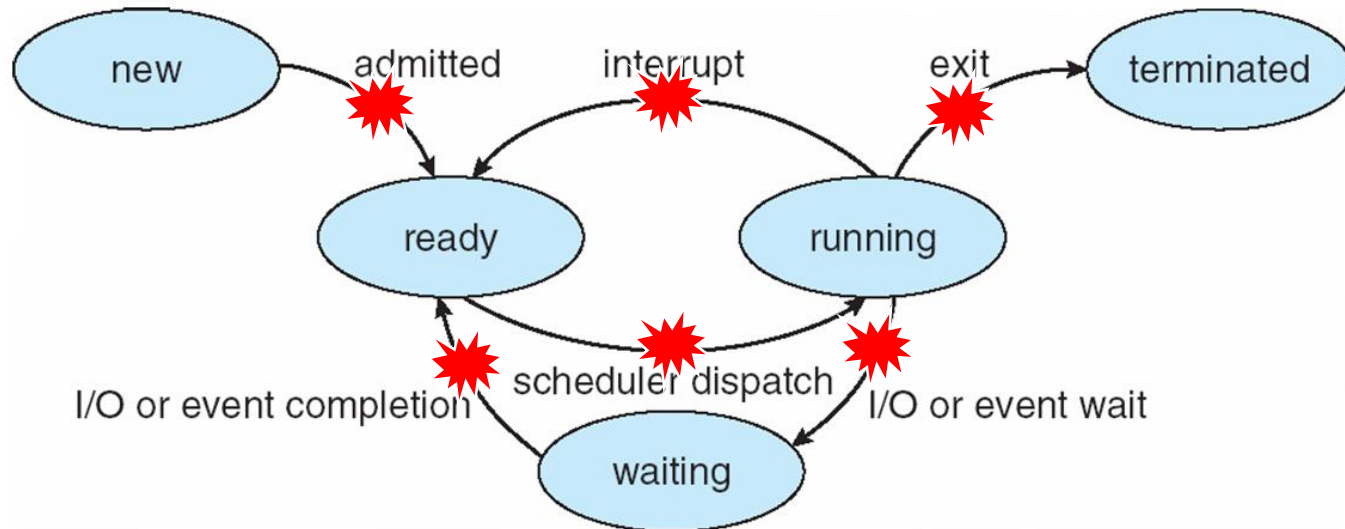 new
admitted
interrupt
exit
terminated
ready
running
I/O or event completion
scheduler dispatch
I/O or event wait
waiting